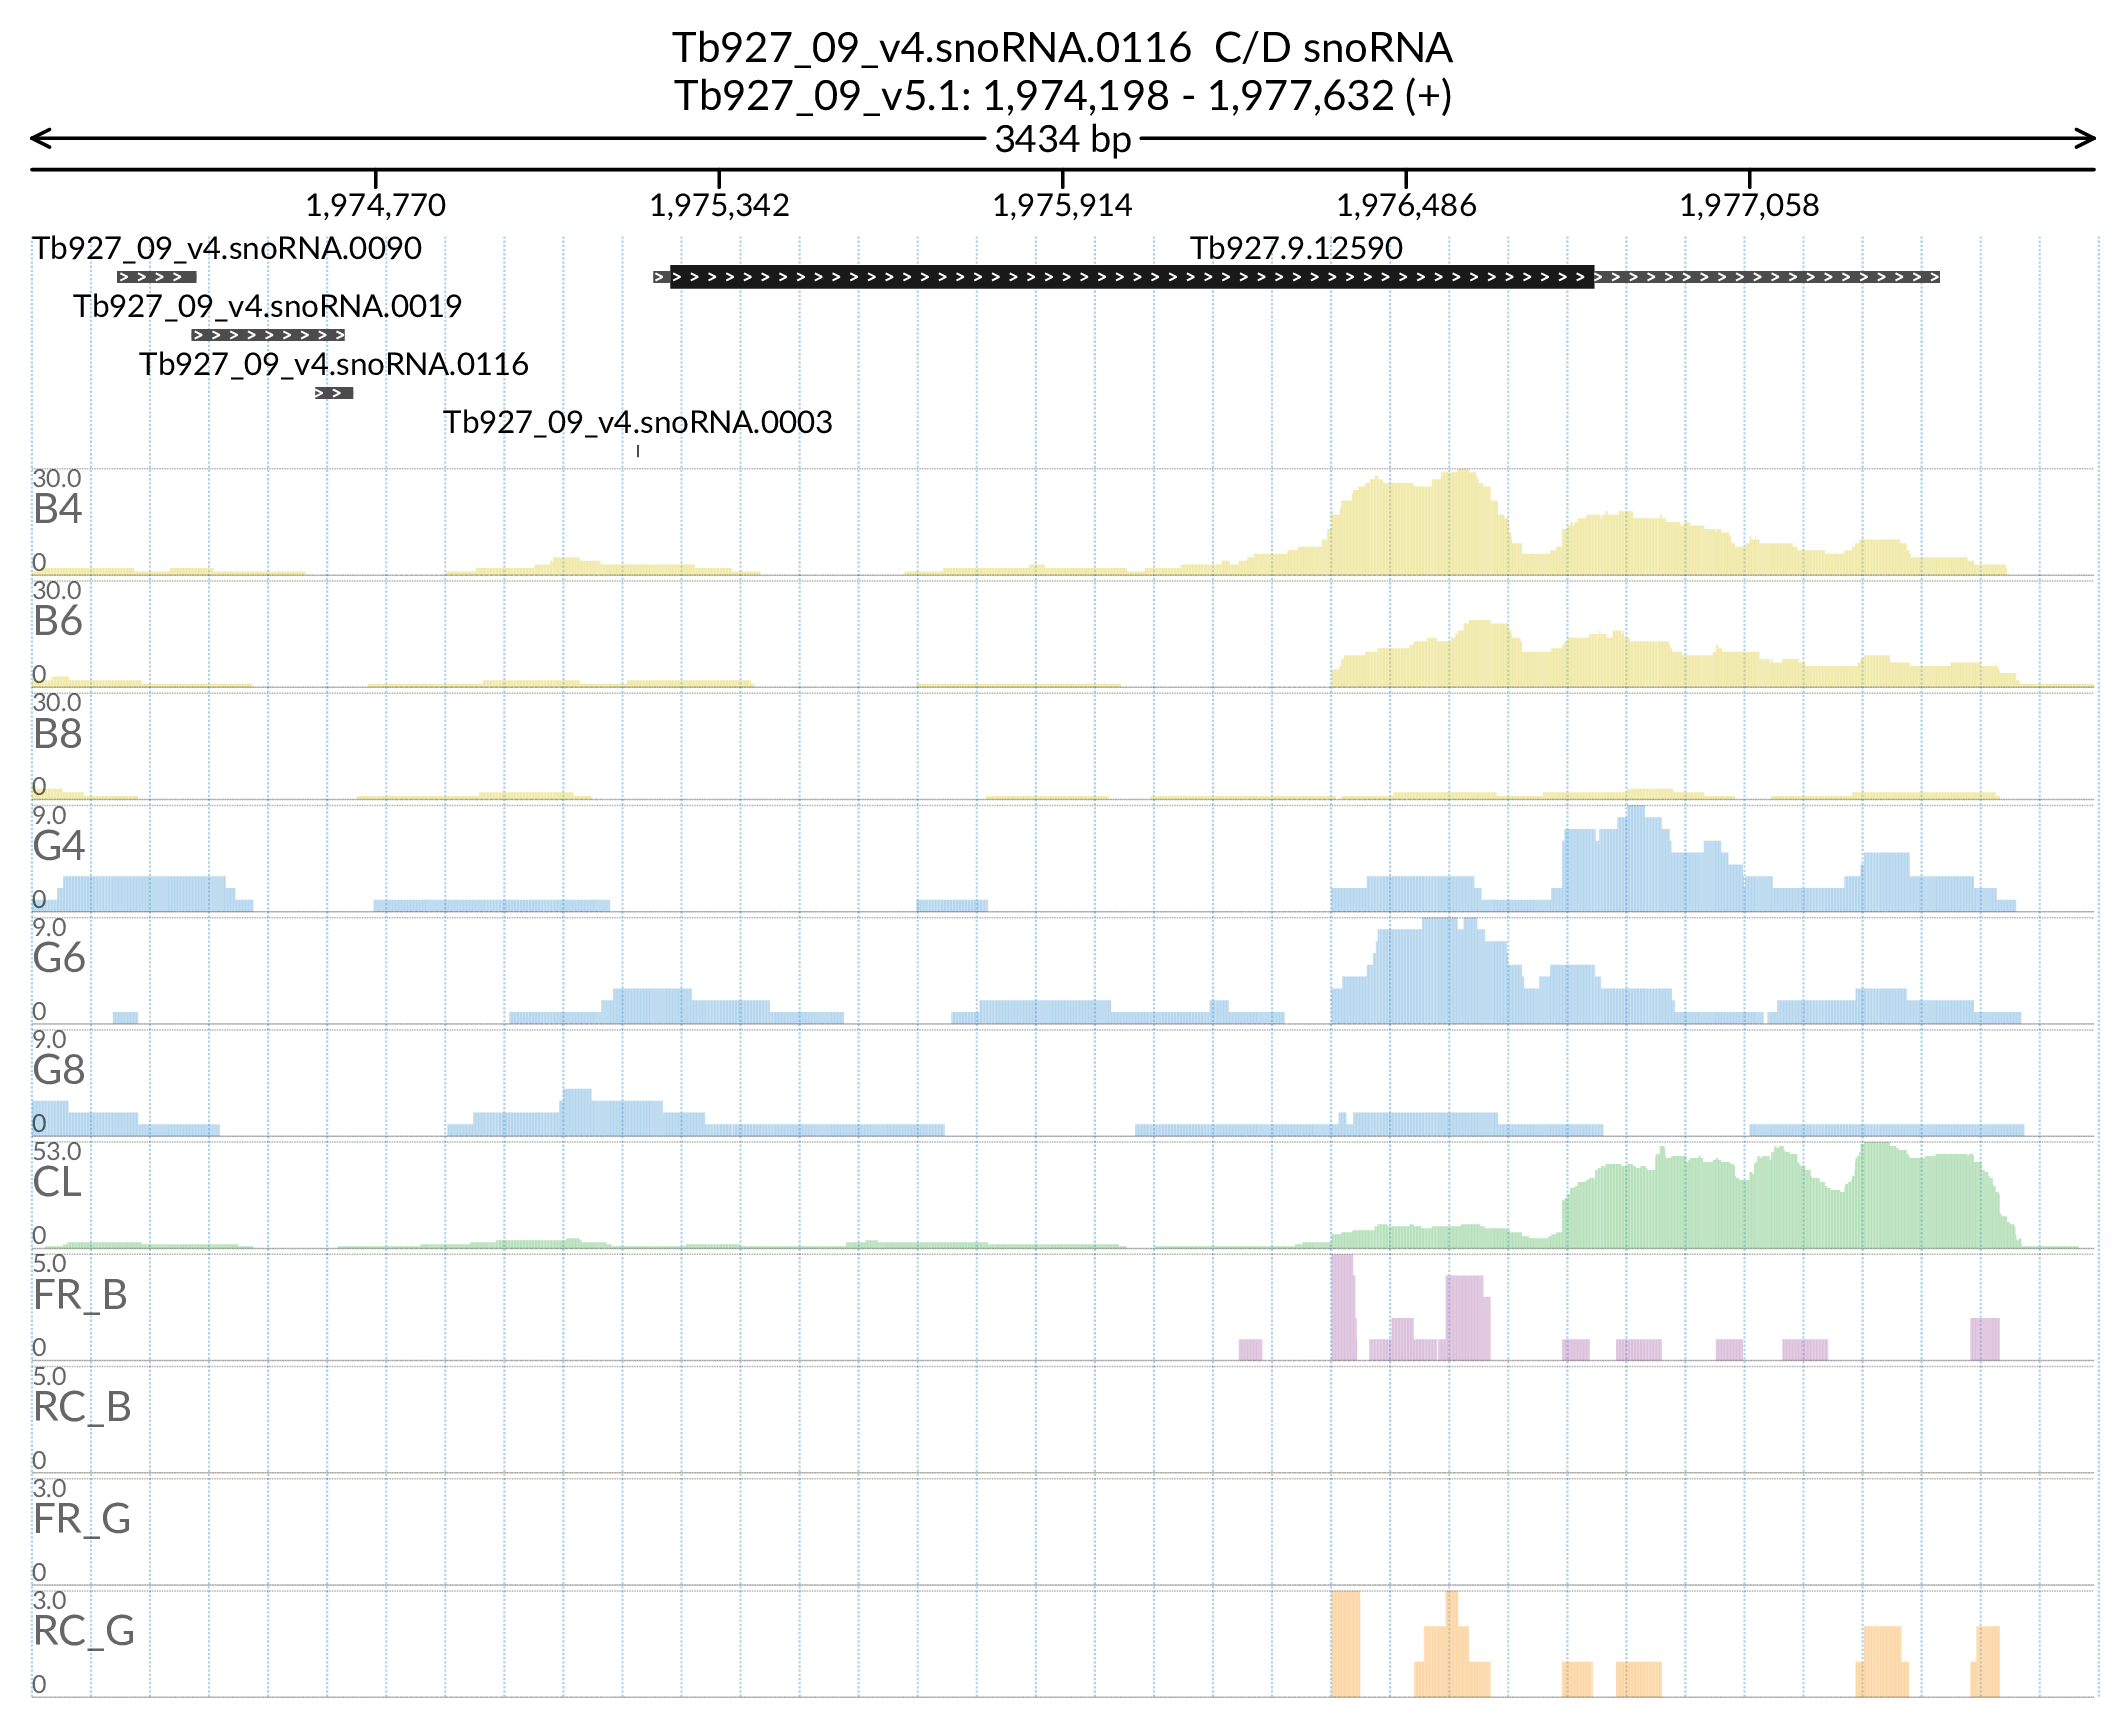 Tb927_09_v4.snoRNA.0116  C/D snoRNA
Tb927_09_v5.1: 1,974,198 - 1,977,632 (+)
3434 bp
1,974,770 1,975,342 1,975,914 1,976,486 1,977,058
Tb927_09_v4.snoRNA.0090 Tb927.9.12590
Tb927_09_v4.snoRNA.0019
Tb927_09_v4.snoRNA.0116
Tb927_09_v4.snoRNA.0003
30.0
B4
0
30.0
B6
0
30.0
B8
0
9.0
G4
0
9.0
G6
0
9.0
G8
0
53.0
CL
0
5.0
FR_B
0
5.0
RC_B
0
3.0
FR_G
0
3.0
RC_G
0